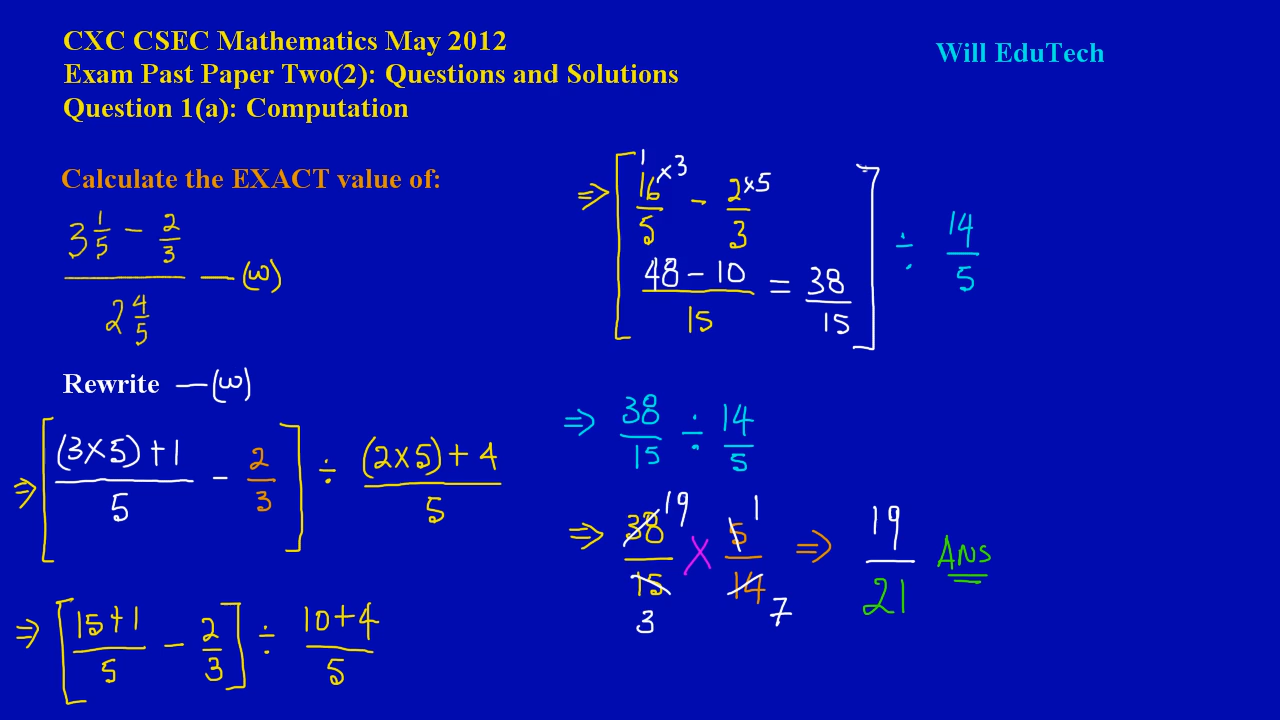 CXC CSEC Mathematics May 2012
Exam Past Paper Two(2): Questions and Solutions
Question 1(a): Computation
Will EduTech
Calculate the EXACT value of:
3 1/5 − 2/3
2 4/5
—(ω)
Rewrite —(ω)
⇒ [ (3×5)+1 / 5 − 2/3 ] ÷ (2×5)+4 / 5
⇒ [ 15+1 / 5 − 2/3 ] ÷ 10+4 / 5
⇒ [ 1 16/5 ×3 − 2/3 ×5
48 − 10 / 15 = 38/15 ] ÷ 14/5
⇒ 38/15 ÷ 14/5
⇒ 38/15 × 5/14 ⇒ 19/21 Ans
19 1
3 7